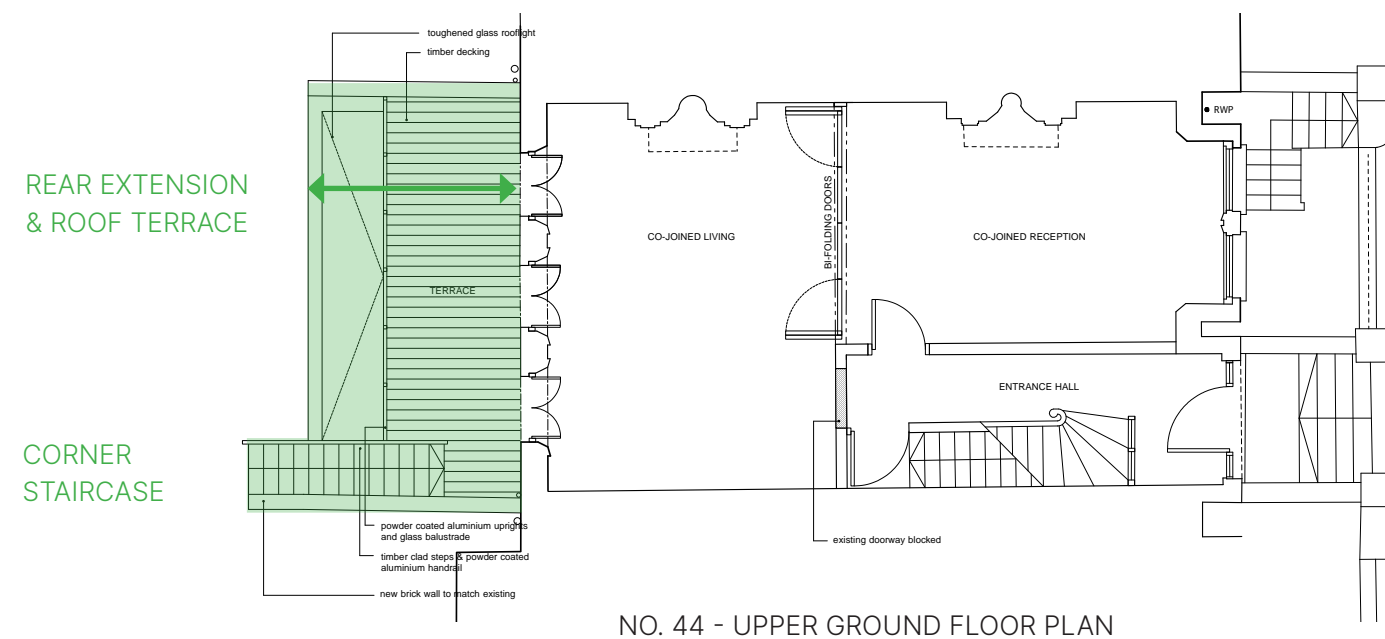 toughened glass rooflight
timber decking
RWP
REAR EXTENSION
& ROOF TERRACE
BI-FOLDING DOORS
CO-JOINED LIVING
CO-JOINED RECEPTION
TERRACE
ENTRANCE HALL
CORNER
STAIRCASE
powder coated aluminium uprights
and glass balustrade
existing doorway blocked
timber clad steps & powder coated
aluminium handrail
new brick wall to match existing
NO. 44 - UPPER GROUND FLOOR PLAN